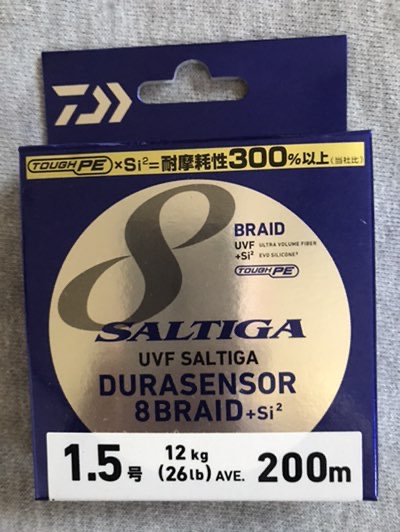 TOUGH PE×Si²=耐摩耗性300%以上(当社比)
8 BRAID
UVF ULTRA VOLUME FIBER
+Si² EVO SILICONE²
TOUGH PE
SALTIGA
UVF SALTIGA
DURASENSOR
8BRAID+Si²
1.5号 12kg (26lb) AVE. 200m